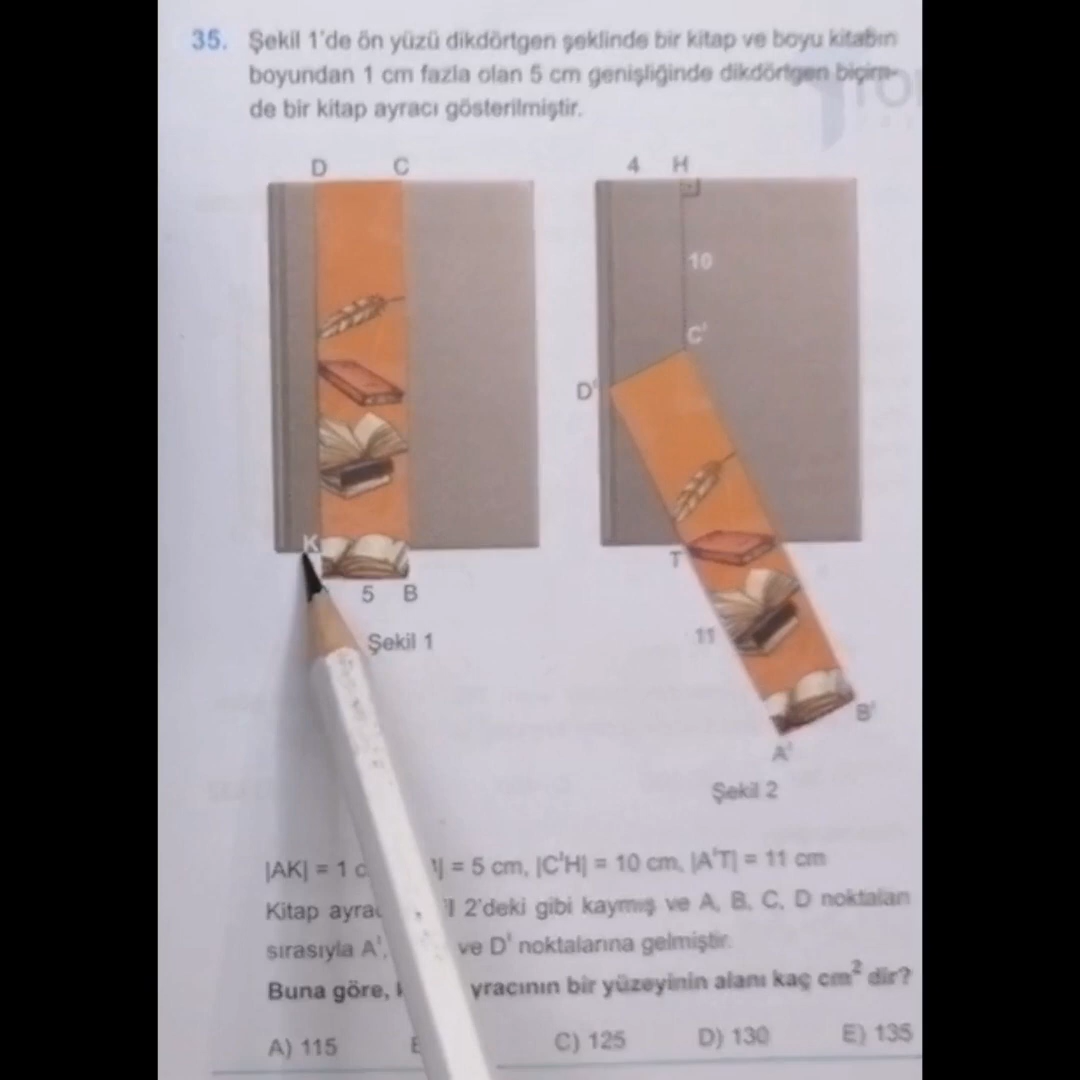 35. Şekil 1'de ön yüzü dikdörtgen şeklinde bir kitap ve boyu kitabın
boyundan 1 cm fazla olan 5 cm genişliğinde dikdörtgen biçim-
de bir kitap ayracı gösterilmiştir.
D C 4 H
10
C'
D'
K
T
5 B
11
Şekil 1
B'
A'
Şekil 2
|AK| = 1 c = 5 cm, |C'H| = 10 cm, |A'T| = 11 cm
Kitap 2'deki gibi kaymış ve A, B, C, D noktaları
sırasıyla A', ve D' noktalarına gelmiştir.
Buna göre, bir yüzeyinin alanı kaç cm² dir?
A) 115 C) 125 D) 130 E) 135